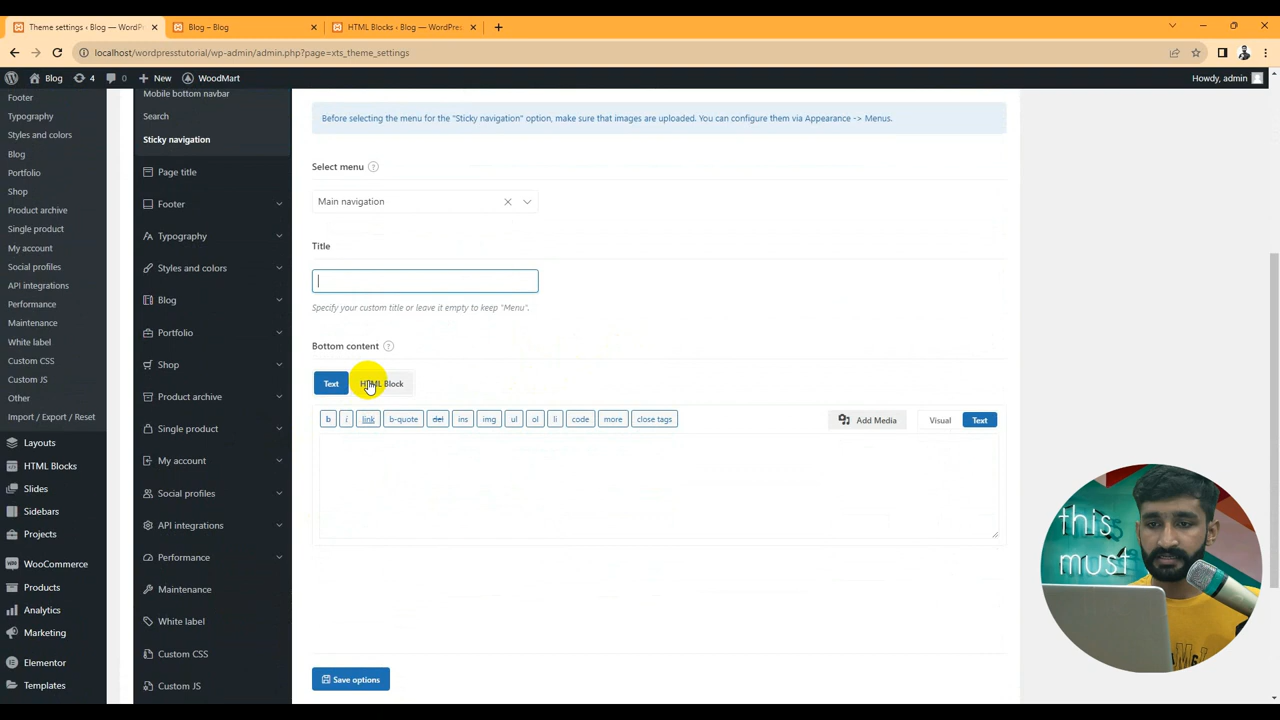 Theme settings ‹ Blog — WordPr
Blog – Blog
HTML Blocks ‹ Blog — WordPres
localhost/wordpresstutorial/wp-admin/admin.php?page=xts_theme_settings
Blog
4
0
New
WoodMart
Howdy, admin
Footer
Typography
Styles and colors
Blog
Portfolio
Shop
Product archive
Single product
My account
Social profiles
API integrations
Performance
Maintenance
White label
Custom CSS
Custom JS
Other
Import / Export / Reset
Layouts
HTML Blocks
Slides
Sidebars
Projects
WooCommerce
Products
Analytics
Marketing
Elementor
Templates
Mobile bottom navbar
Search
Sticky navigation
Page title
Footer
Typography
Styles and colors
Blog
Portfolio
Shop
Product archive
Single product
My account
Social profiles
API integrations
Performance
Maintenance
White label
Custom CSS
Custom JS
Before selecting the menu for the "Sticky navigation" option, make sure that images are uploaded. You can configure them via Appearance -> Menus.
Select menu ?
Main navigation
Title
Specify your custom title or leave it empty to keep "Menu".
Bottom content ?
Text
HTML Block
b
i
link
b-quote
del
ins
img
ul
ol
li
code
more
close tags
Add Media
Visual
Text
Save options
this
must